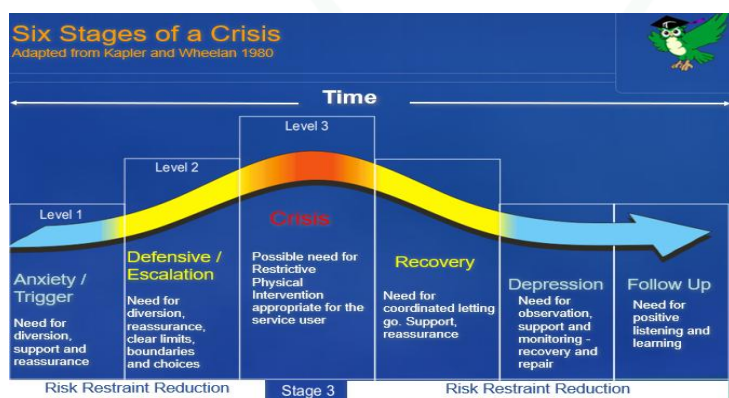 Six Stages of a Crisis
Adapted from Kapler and Wheelan 1980
Time
Level 1
Anxiety /
Trigger
Need for
diversion,
support and
reassurance
Level 2
Defensive /
Escalation
Need for
diversion,
reassurance,
clear limits,
boundaries
and choices
Level 3
Crisis
Possible need for
Restrictive
Physical
Intervention
appropriate for the
service user
Recovery
Need for
coordinated letting
go. Support,
reassurance
Depression
Need for
observation,
support and
monitoring -
recovery and
repair
Follow Up
Need for
positive
listening and
learning
Risk Restraint Reduction
Stage 3
Risk Restraint Reduction